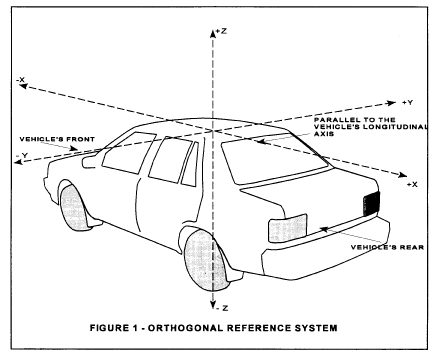 +Z
-X
+Y
PARALLEL TO THE
VEHICLE'S LONGITUDINAL
AXIS
VEHICLE'S FRONT
- Y
+X
VEHICLE'S REAR
- Z
FIGURE 1 - ORTHOGONAL REFERENCE SYSTEM